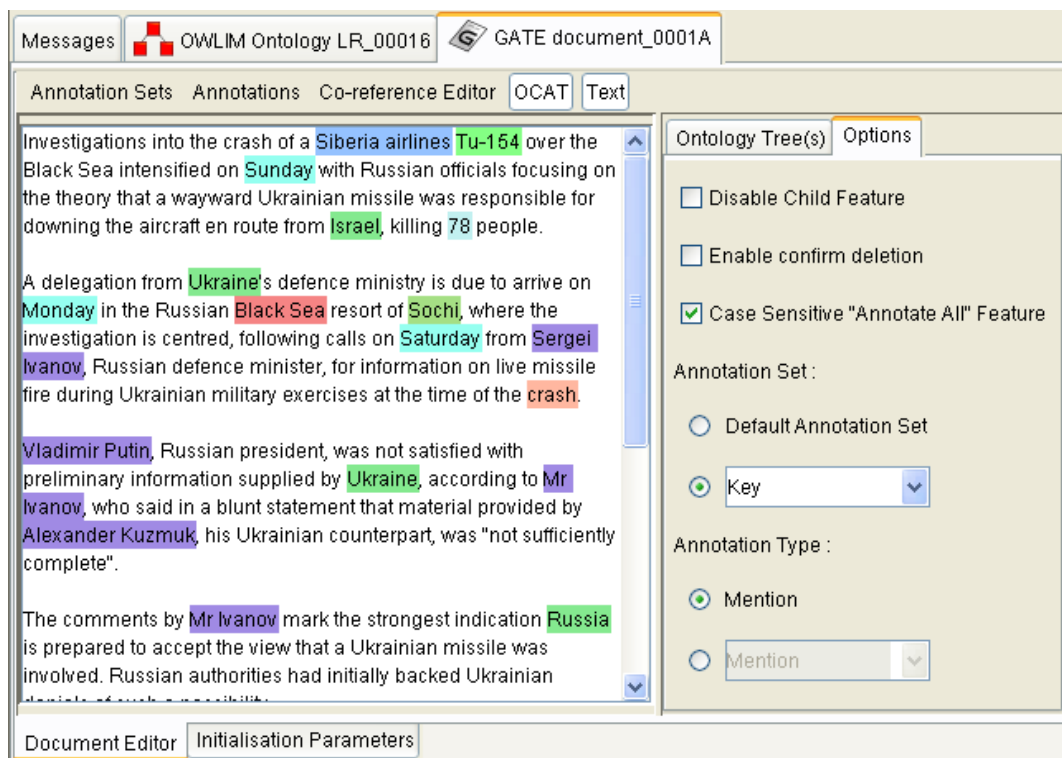 Messages OWLIM Ontology LR_00016 GATE document_0001A
Annotation Sets Annotations Co-reference Editor OCAT Text
Investigations into the crash of a Siberia airlines Tu-154 over the
Black Sea intensified on Sunday with Russian officials focusing on
the theory that a wayward Ukrainian missile was responsible for
downing the aircraft en route from Israel, killing 78 people.
A delegation from Ukraine's defence ministry is due to arrive on
Monday in the Russian Black Sea resort of Sochi, where the
investigation is centred, following calls on Saturday from Sergei
Ivanov, Russian defence minister, for information on live missile
fire during Ukrainian military exercises at the time of the crash.
Vladimir Putin, Russian president, was not satisfied with
preliminary information supplied by Ukraine, according to Mr
Ivanov, who said in a blunt statement that material provided by
Alexander Kuzmuk, his Ukrainian counterpart, was "not sufficiently
complete".
The comments by Mr Ivanov mark the strongest indication Russia
is prepared to accept the view that a Ukrainian missile was
involved. Russian authorities had initially backed Ukrainian
denials of such a possibility.
Ontology Tree(s) Options
Disable Child Feature
Enable confirm deletion
Case Sensitive "Annotate All" Feature
Annotation Set :
Default Annotation Set
Key
Annotation Type :
Mention
Mention
Document Editor Initialisation Parameters